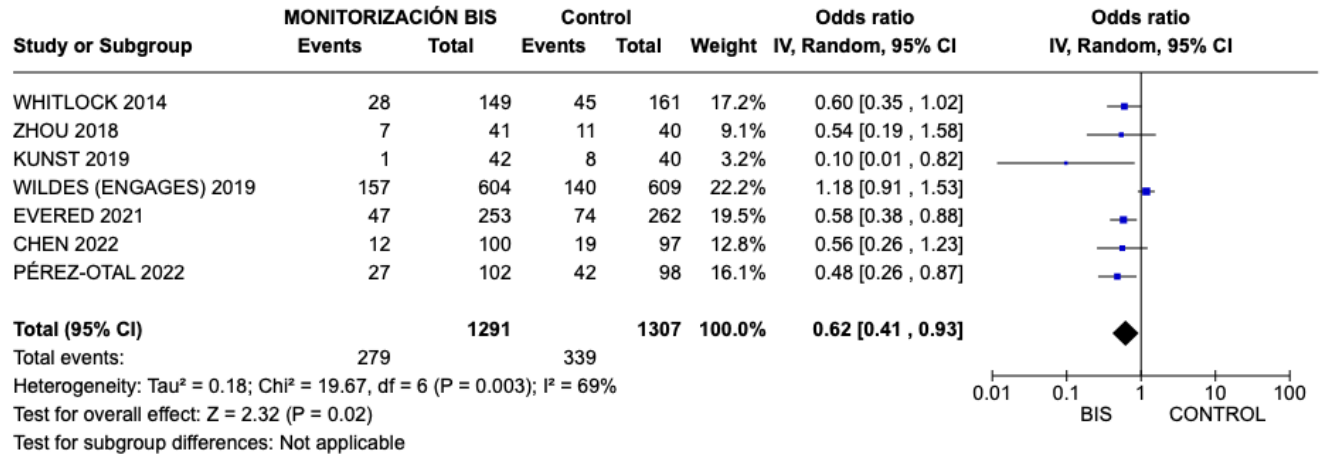 MONITORIZACIÓN BIS Control Odds ratio Odds ratio
Study or Subgroup Events Total Events Total Weight IV, Random, 95% CI IV, Random, 95% CI
WHITLOCK 2014 28 149 45 161 17.2% 0.60 [0.35 , 1.02]
ZHOU 2018 7 41 11 40 9.1% 0.54 [0.19 , 1.58]
KUNST 2019 1 42 8 40 3.2% 0.10 [0.01 , 0.82]
WILDES (ENGAGES) 2019 157 604 140 609 22.2% 1.18 [0.91 , 1.53]
EVERED 2021 47 253 74 262 19.5% 0.58 [0.38 , 0.88]
CHEN 2022 12 100 19 97 12.8% 0.56 [0.26 , 1.23]
PÉREZ-OTAL 2022 27 102 42 98 16.1% 0.48 [0.26 , 0.87]
Total (95% CI) 1291 1307 100.0% 0.62 [0.41 , 0.93]
Total events: 279 339
Heterogeneity: Tau² = 0.18; Chi² = 19.67, df = 6 (P = 0.003); I² = 69%
Test for overall effect: Z = 2.32 (P = 0.02)
Test for subgroup differences: Not applicable
0.01 0.1 1 10 100
BIS CONTROL